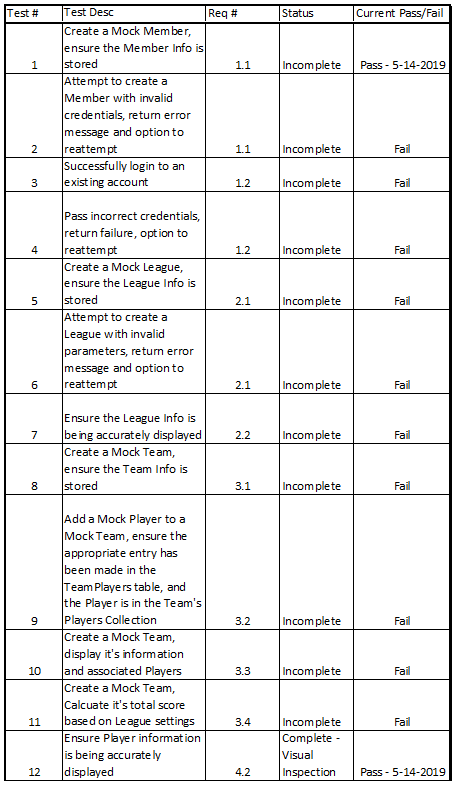 Test # Test Desc Req # Status Current Pass/Fail
Create a Mock Member,
ensure the Member Info is
1 stored 1.1 Incomplete Pass - 5-14-2019
Attempt to create a
Member with invalid
credentials, return error
message and option to
2 reattempt 1.1 Incomplete Fail
Successfully login to an
3 existing account 1.2 Incomplete Fail
Pass incorrect credentials,
return failure, option to
4 reattempt 1.2 Incomplete Fail
Create a Mock League,
ensure the League Info is
5 stored 2.1 Incomplete Fail
Attempt to create a
League with invalid
parameters, return error
message and option to
6 reattempt 2.1 Incomplete Fail
Ensure the League Info is
7 being accurately displayed 2.2 Incomplete Fail
Create a Mock Team,
ensure the Team Info is
8 stored 3.1 Incomplete Fail
Add a Mock Player to a
Mock Team, ensure the
appropriate entry has
been made in the
TeamPlayers table, and
the Player is in the Team's
9 Players Collection 3.2 Incomplete Fail
Create a Mock Team,
display it's information
10 and associated Players 3.3 Incomplete Fail
Create a Mock Team,
Calcuate it's total score
11 based on League settings 3.4 Incomplete Fail
Ensure Player information Complete -
is being accurately Visual
12 displayed 4.2 Inspection Pass - 5-14-2019